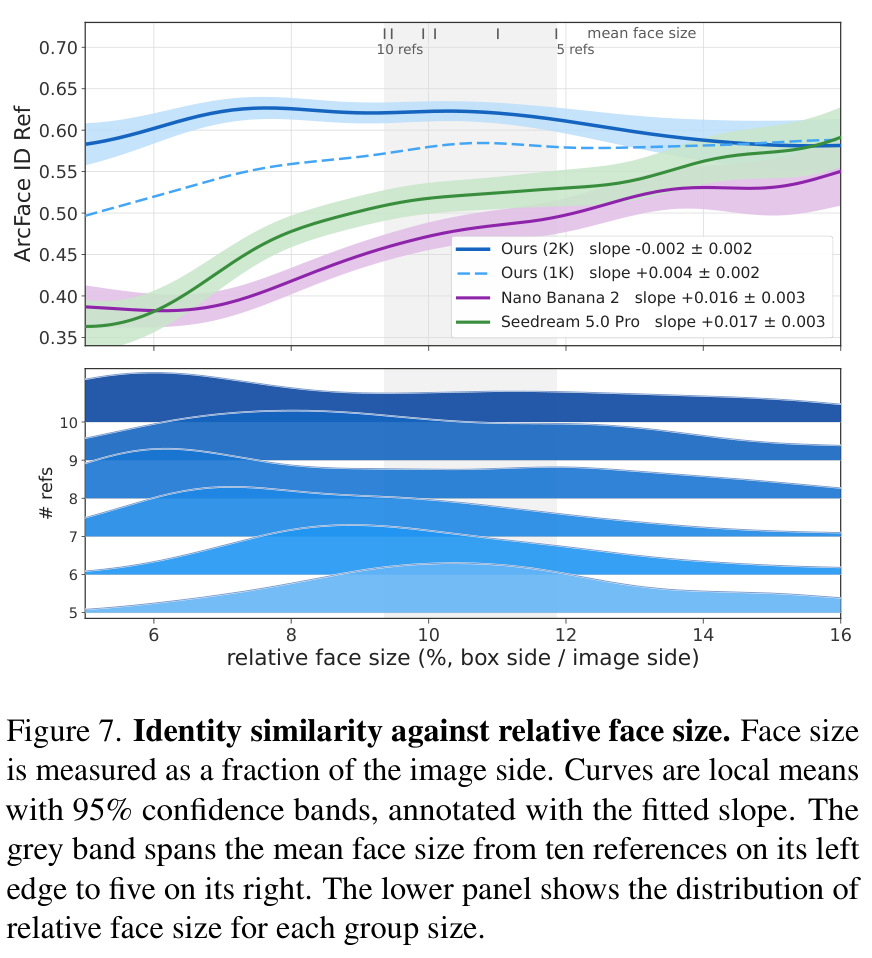 mean face size
10 refs
5 refs
0.70
0.65
0.60
0.55
0.50
0.45
0.40
0.35
ArcFace ID Ref
Ours (2K) slope -0.002 ± 0.002
Ours (1K) slope +0.004 ± 0.002
Nano Banana 2 slope +0.016 ± 0.003
Seedream 5.0 Pro slope +0.017 ± 0.003
10
9
8
7
6
5
# refs
6 8 10 12 14 16
relative face size (%, box side / image side)
Figure 7. Identity similarity against relative face size. Face size
is measured as a fraction of the image side. Curves are local means
with 95% confidence bands, annotated with the fitted slope. The
grey band spans the mean face size from ten references on its left
edge to five on its right. The lower panel shows the distribution of
relative face size for each group size.